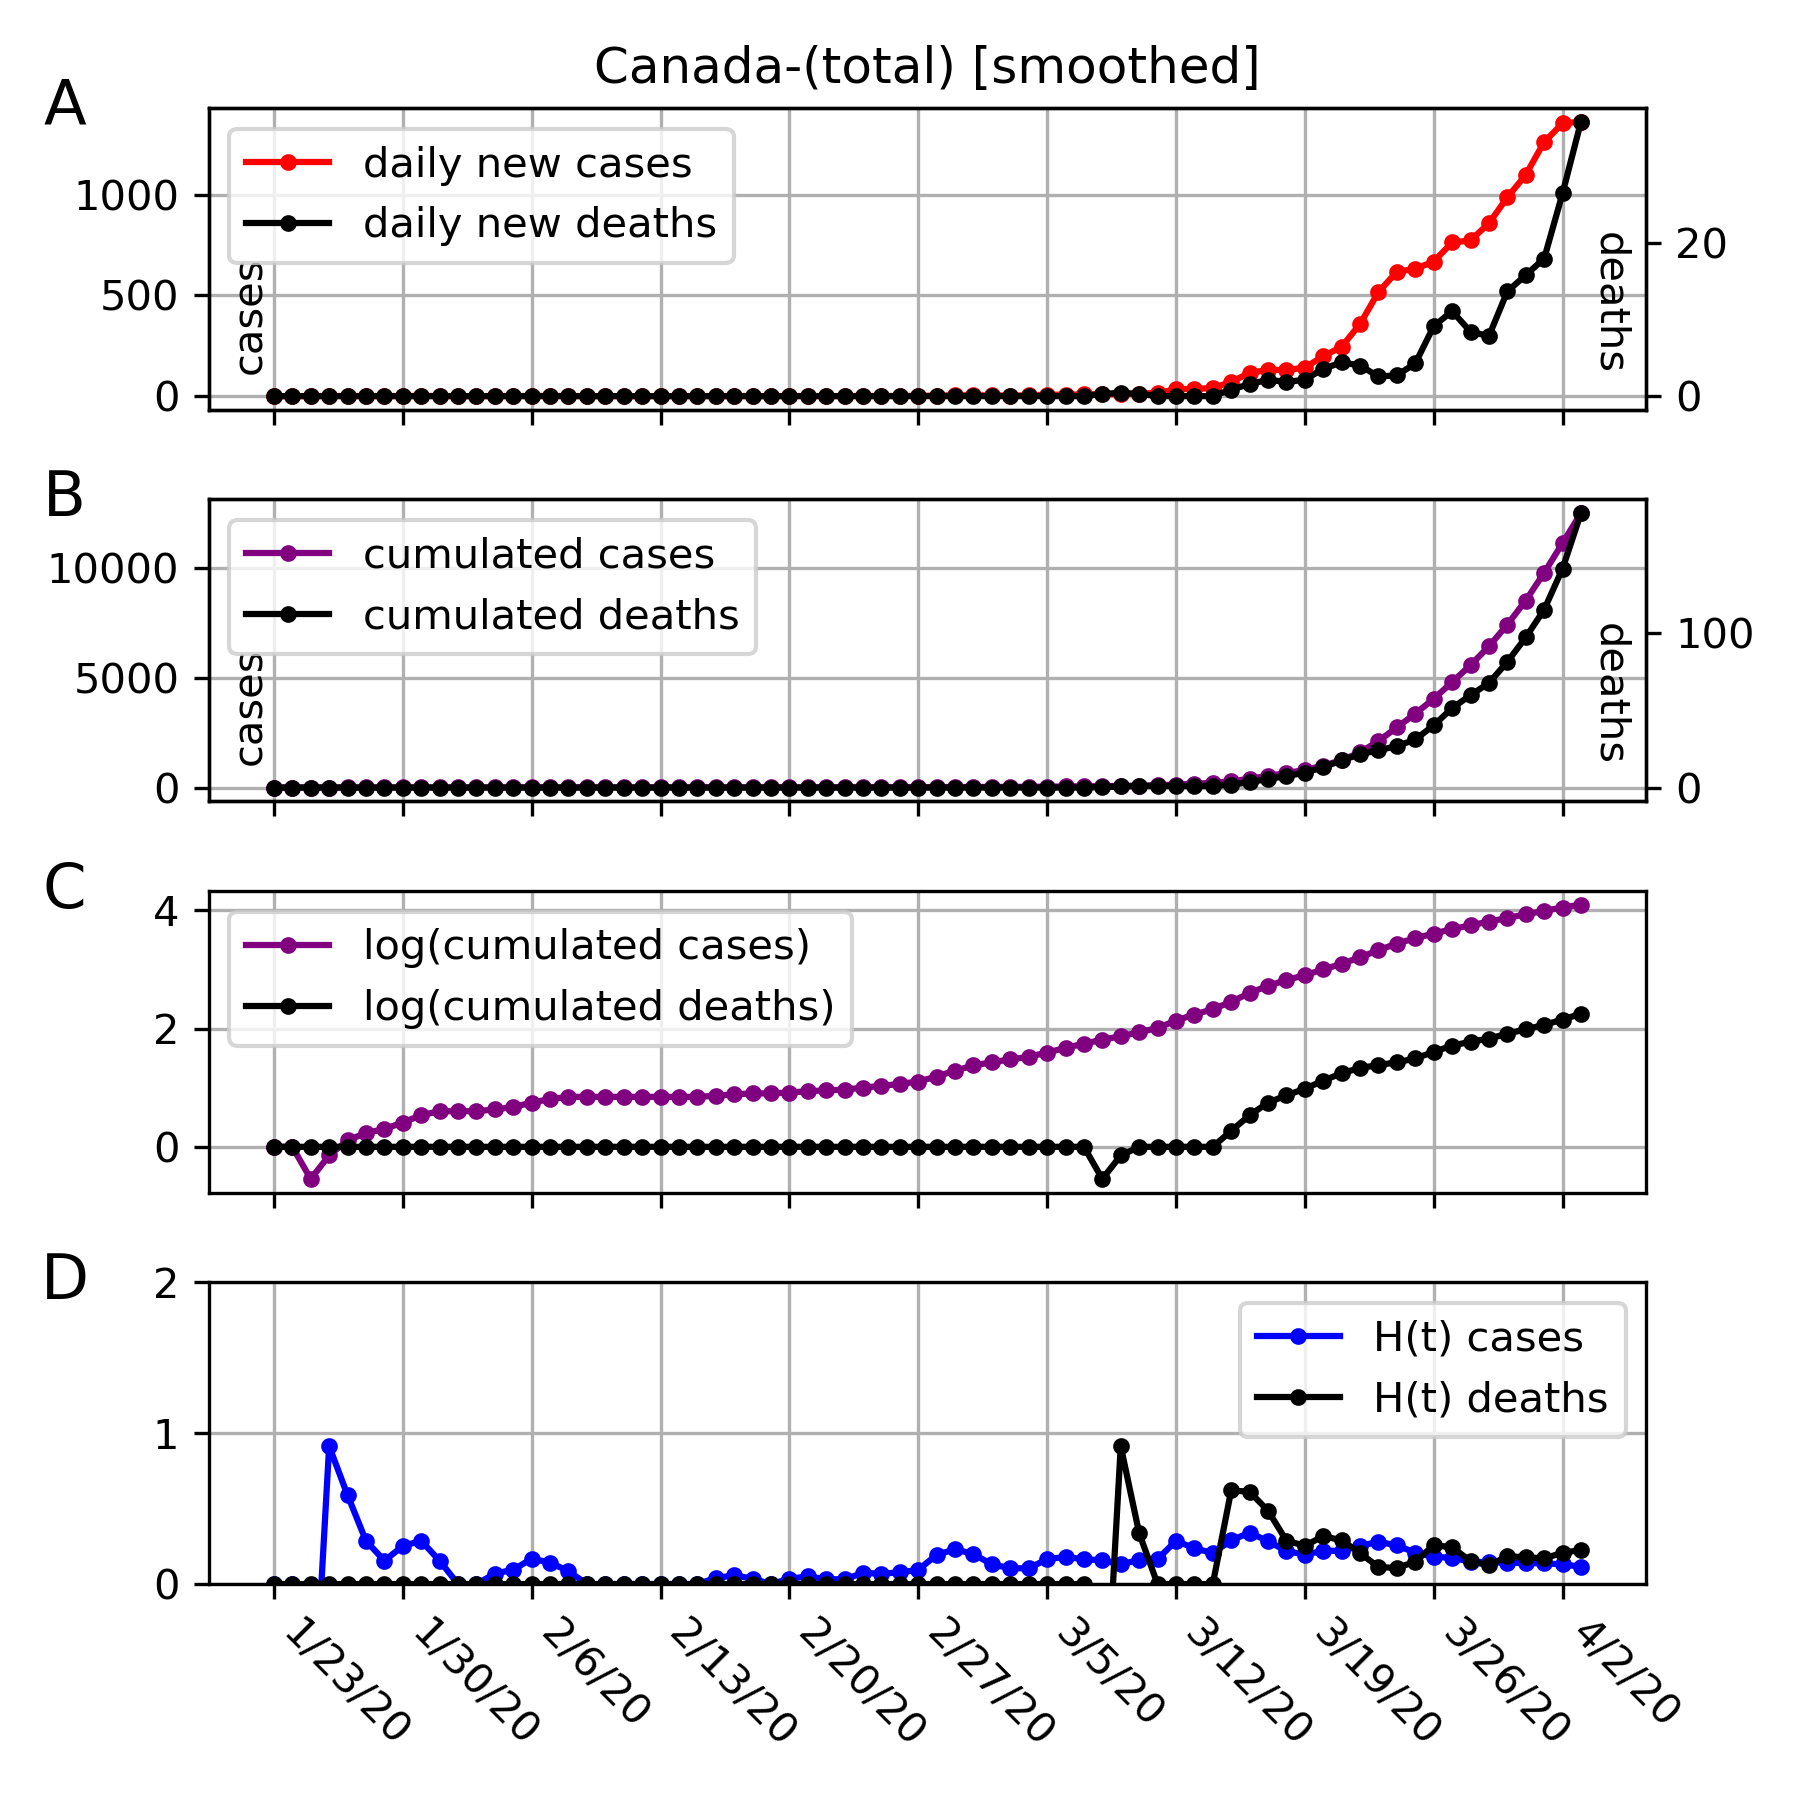 Canada-(total) [smoothed]
A
daily new cases
daily new deaths
1000
500
0
cases
20
0
deaths
B
cumulated cases
cumulated deaths
10000
5000
0
cases
100
0
deaths
C
log(cumulated cases)
log(cumulated deaths)
4
2
0
D
H(t) cases
H(t) deaths
2
1
0
1/23/20
1/30/20
2/6/20
2/13/20
2/20/20
2/27/20
3/5/20
3/12/20
3/19/20
3/26/20
4/2/20